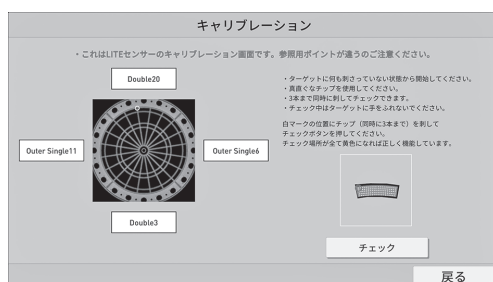 キャリブレーション
・これはLITEセンサーのキャリブレーション画面です。参照用ポイントが違うのご注意ください。
Double20
Outer Single11
Outer Single6
Double3
・ターゲットに何も刺さっていない状態から開始してください。
・真直ぐなチップを使用してください。
・3本まで同時に刺してチェックできます。
・チェック中はターゲットに手をふれないでください。
白マークの位置にチップ（同時に3本まで）を刺して
チェックボタンを押してください。
チェック場所が全て黄色になれば正しく機能しています。
チェック
戻る